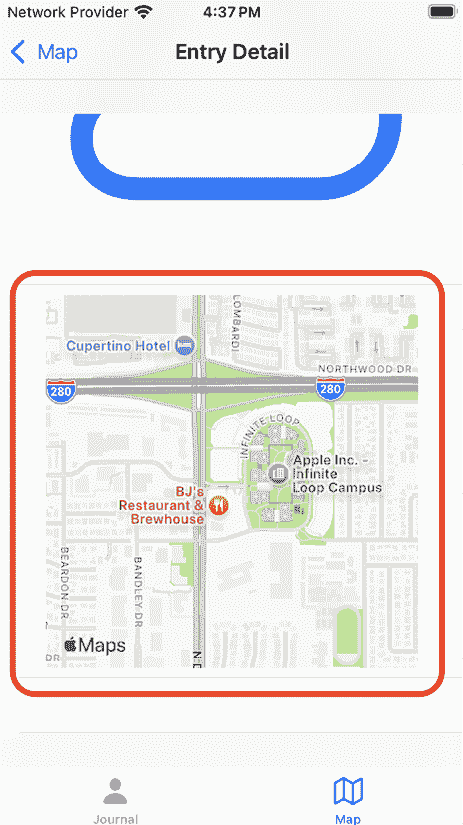 Network Provider 4:37 PM
Map Entry Detail
LOMBARDI
Cupertino Hotel
NORTHWOOD DR
280 280
INFINITE LOOP
Apple Inc. -
Infinite
Loop Campus
BJ's
Restaurant &
Brewhouse
BEARDON DR
BANDLEY DR
Maps
DR
N D
Journal Map